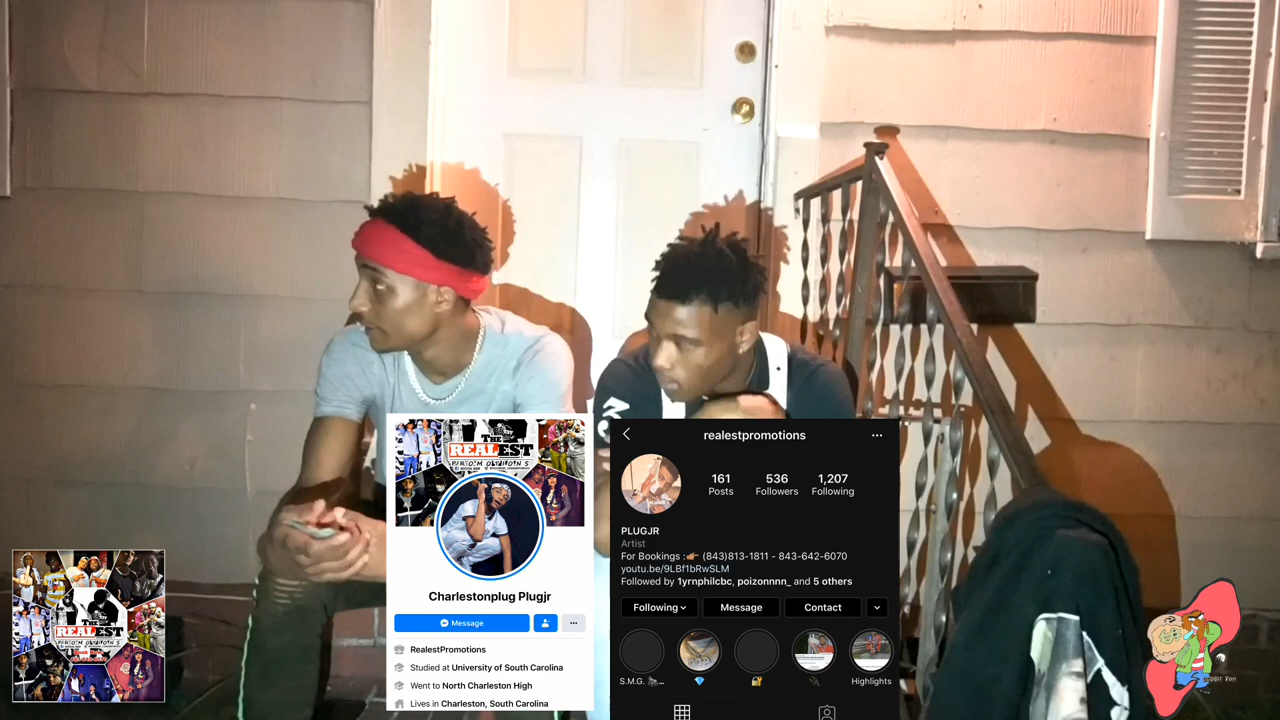 THE
REALEST
Charlestonplug Plugjr
Message
RealestPromotions
Studied at University of South Carolina
Went to North Charleston High
Lives in Charleston, South Carolina
realestpromotions
161
536
1,207
Posts
Followers
Following
PLUGJR
Artist
For Bookings :👉 (843)813-1811 - 843-642-6070
youtu.be/9LBf1bRwSLM
Followed by 1yrnphilcbc, poizonnnn_ and 5 others
Following
Message
Contact
S.M.G. 🦍...
💎
🔐
🔌
Highlights
THE
REALEST